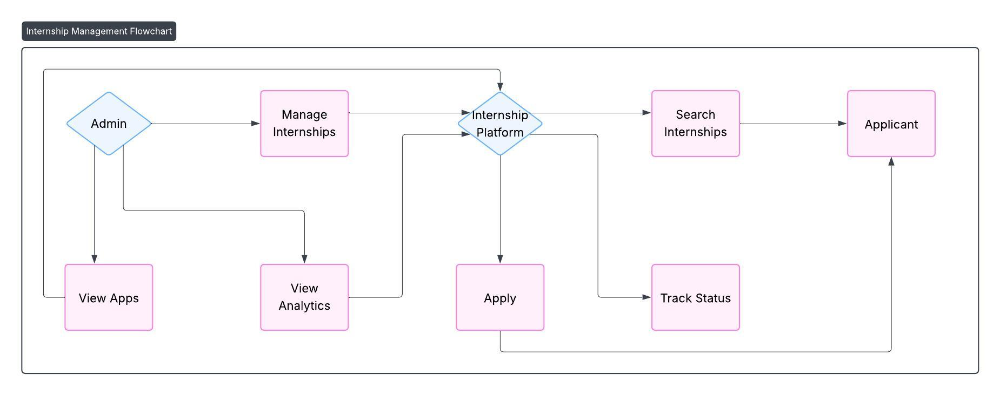 Internship Management Flowchart
Admin
Manage
Internships
Internship
Platform
Search
Internships
Applicant
View Apps
View
Analytics
Apply
Track Status